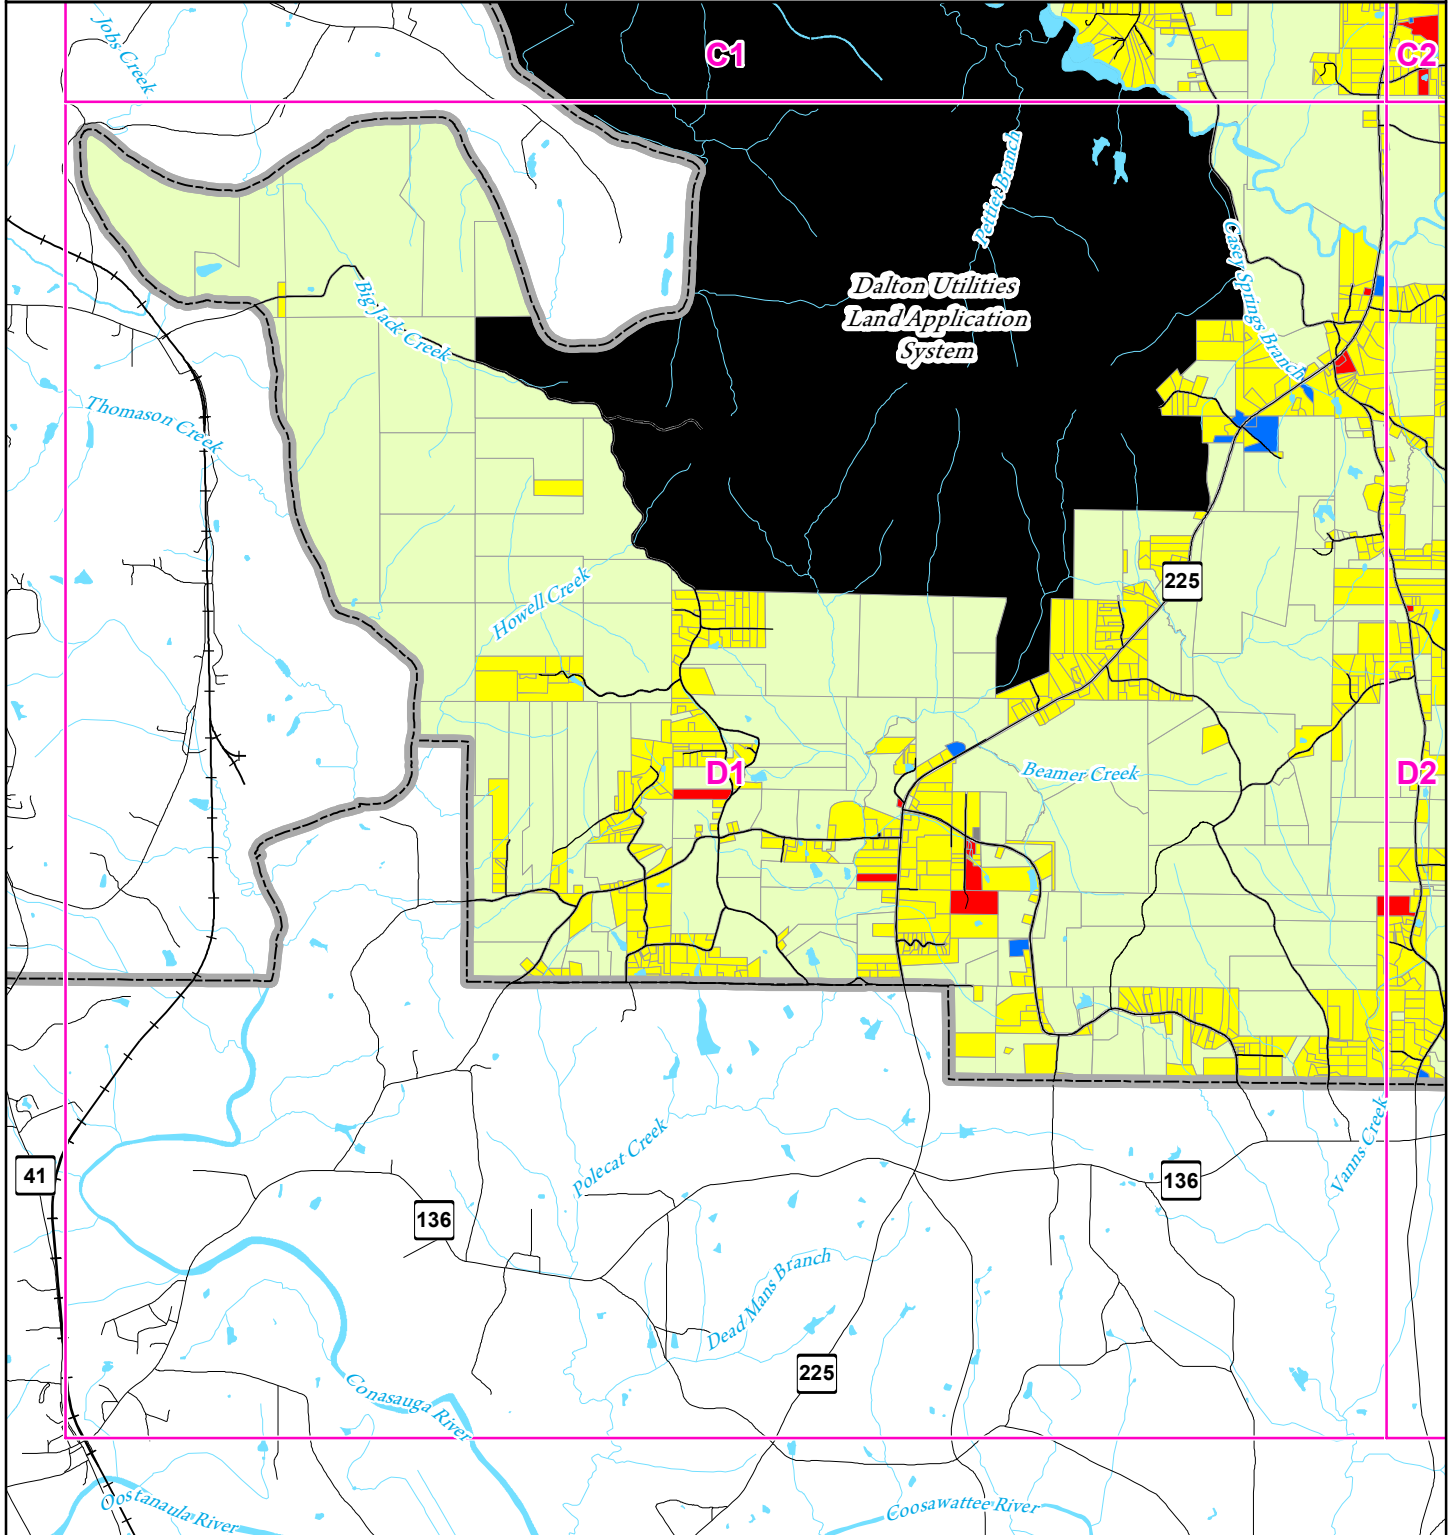 Jobs Creek
C1
C2
Pettiet Branch
Casey Springs Branch
Dalton Utilities
Land Application
System
Big Jack Creek
Thomason Creek
Howell Creek
225
D1
Beamer Creek
D2
Polecat Creek
Vanns Creek
41
136
136
Dead Mans Branch
225
Conasauga River
Oostanaula River
Coosawattee River